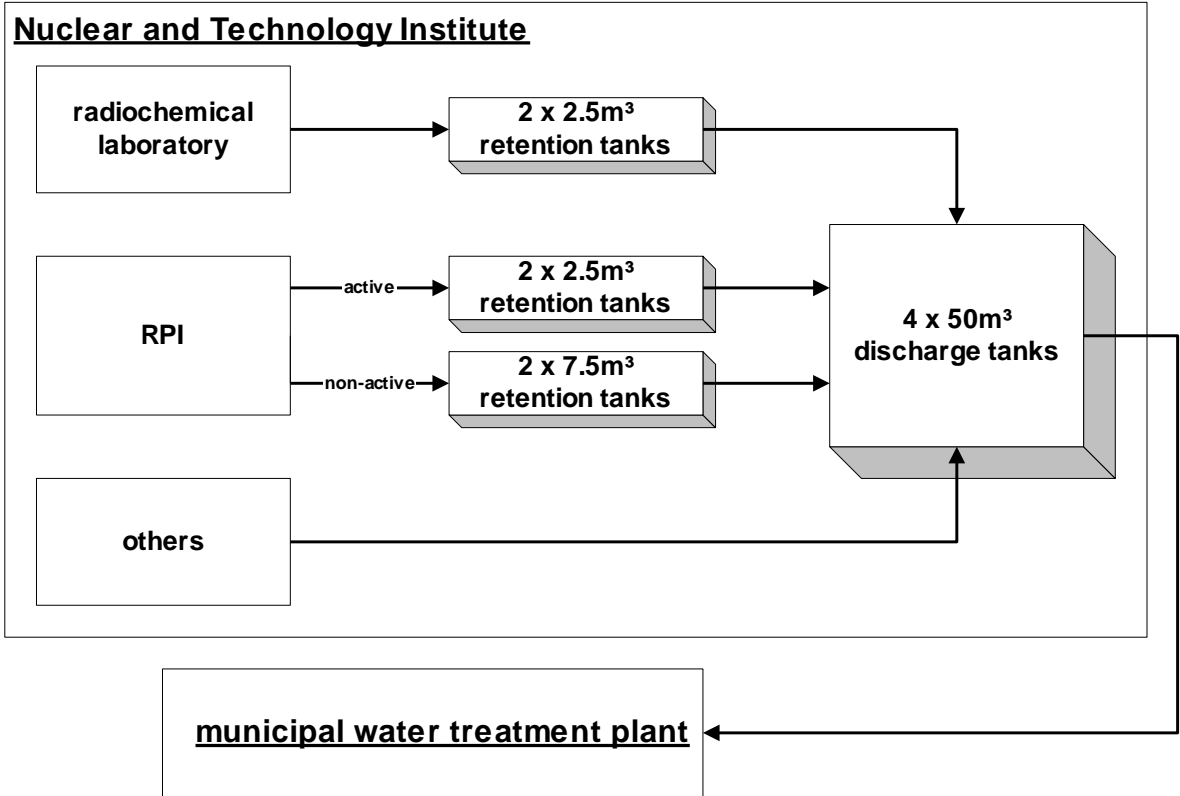 Nuclear and Technology Institute
radiochemical
laboratory
2 x 2.5m³
retention tanks
RPI
active
2 x 2.5m³
retention tanks
non-active
2 x 7.5m³
retention tanks
4 x 50m³
discharge tanks
others
municipal water treatment plant